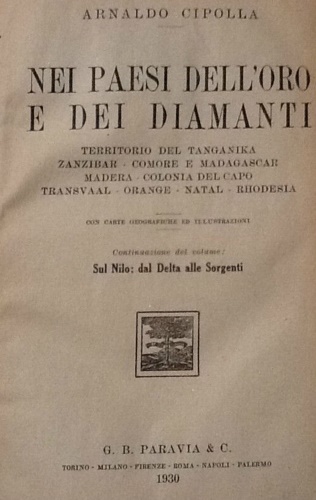 ARNALDO CIPOLLA
NEI PAESI DELL'ORO
E DEI DIAMANTI
TERRITORIO DEL TANGANIKA
ZANZIBAR - COMORE E MADAGASCAR
MADERA - COLONIA DEL CAPO
TRANSVAAL - ORANGE - NATAL - RHODESIA
CON CARTE GEOGRAFICHE ED ILLUSTRAZIONI
Continuazione del volume:
Sul Nilo: dal Delta alle Sorgenti
G. B. PARAVIA & C.
TORINO - MILANO - FIRENZE - ROMA - NAPOLI - PALERMO
1930